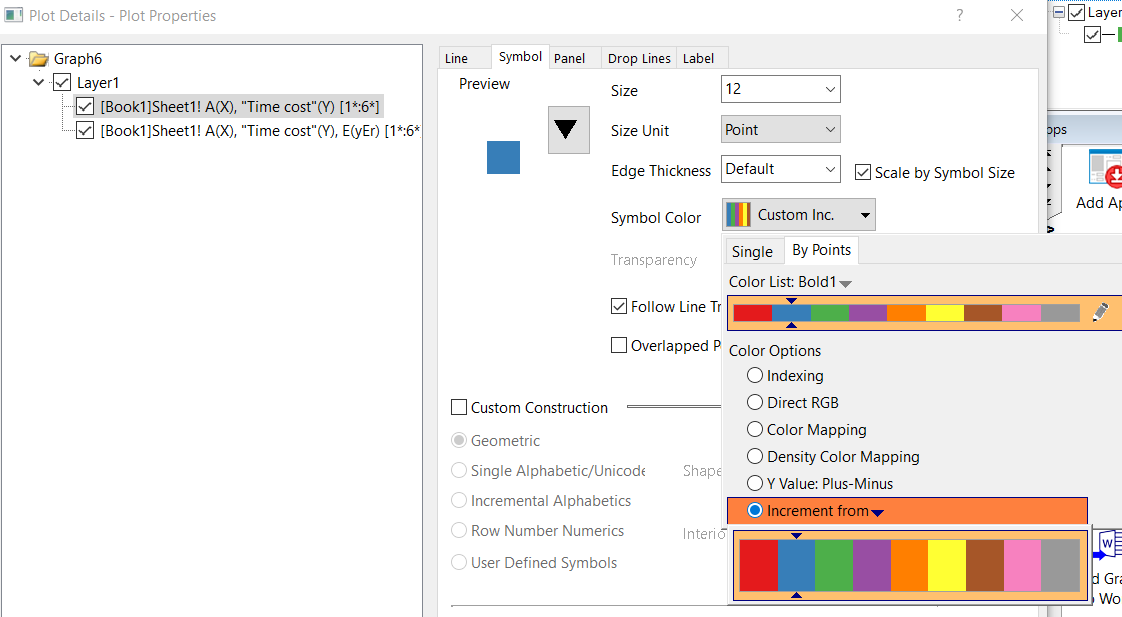 Plot Details - Plot Properties
?
Graph6
Layer1
[Book1]Sheet1! A(X), "Time cost"(Y) [1*:6*]
[Book1]Sheet1! A(X), "Time cost"(Y), E(yEr) [1*:6*
Line
Symbol
Panel
Drop Lines
Label
Preview
Size
12
Size Unit
Point
Edge Thickness
Default
Scale by Symbol Size
Symbol Color
Custom Inc.
Transparency
Follow Line Tr
Overlapped P
Custom Construction
Geometric
Single Alphabetic/Unicode
Shape
Incremental Alphabetics
Row Number Numerics
Interio
User Defined Symbols
Single
By Points
Color List: Bold1
Color Options
Indexing
Direct RGB
Color Mapping
Density Color Mapping
Y Value: Plus-Minus
Increment from
Layer
ops
Add Ap
W
d Gra
Wo